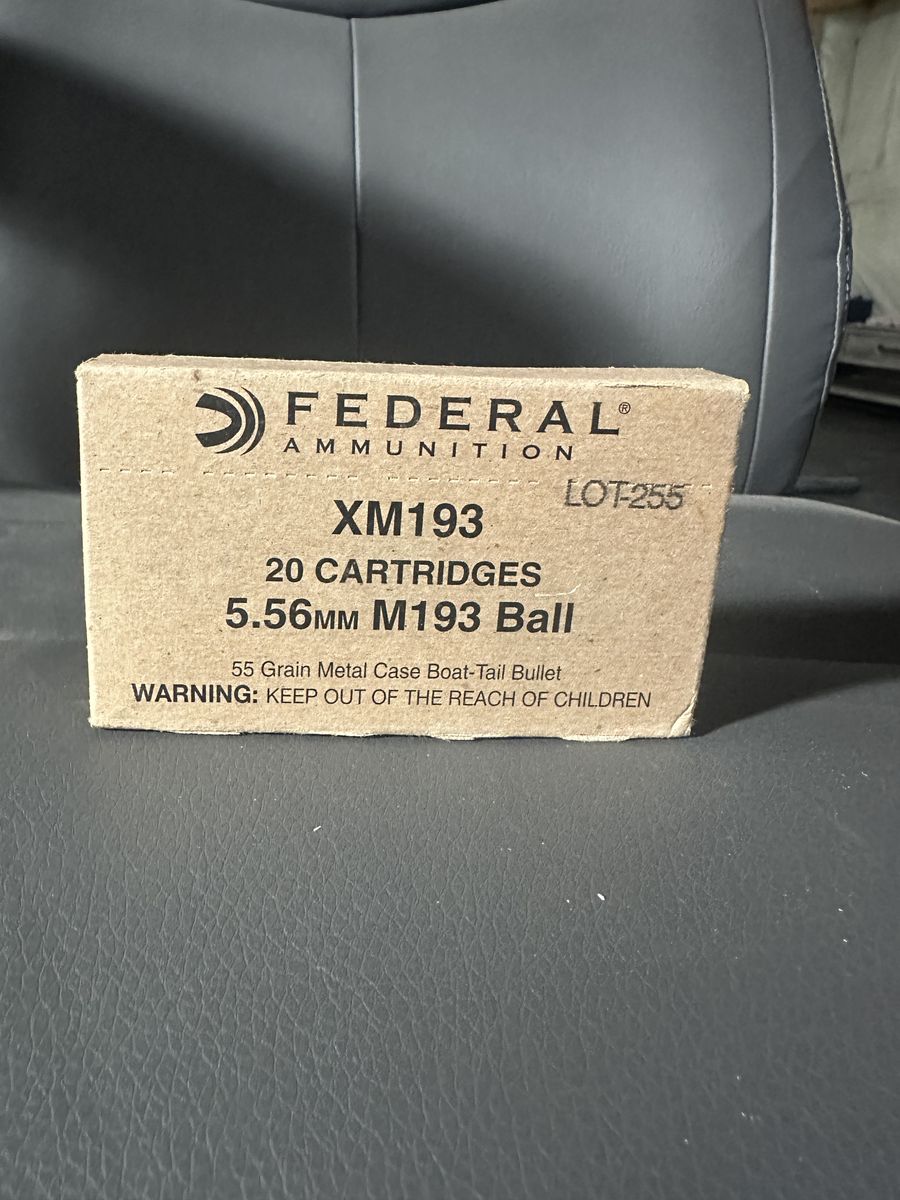 FEDERAL®
AMMUNITION
LOT-255
XM193
20 CARTRIDGES
5.56MM M193 Ball
55 Grain Metal Case Boat-Tail Bullet
WARNING: KEEP OUT OF THE REACH OF CHILDREN